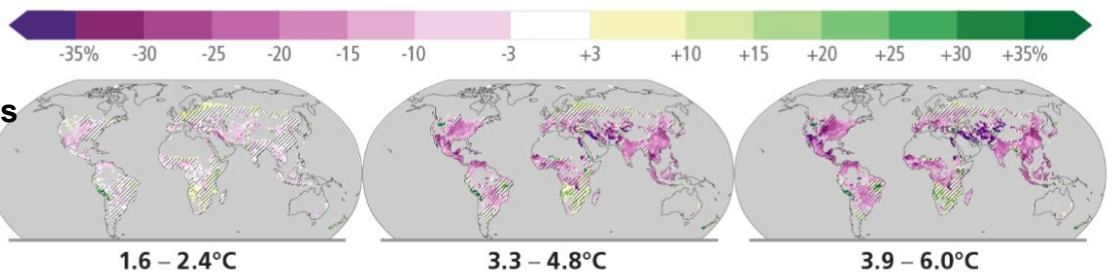 -35% -30 -25 -20 -15 -10 -3 +3 +10 +15 +20 +25 +30 +35%
s
1.6 – 2.4°C 3.3 – 4.8°C 3.9 – 6.0°C